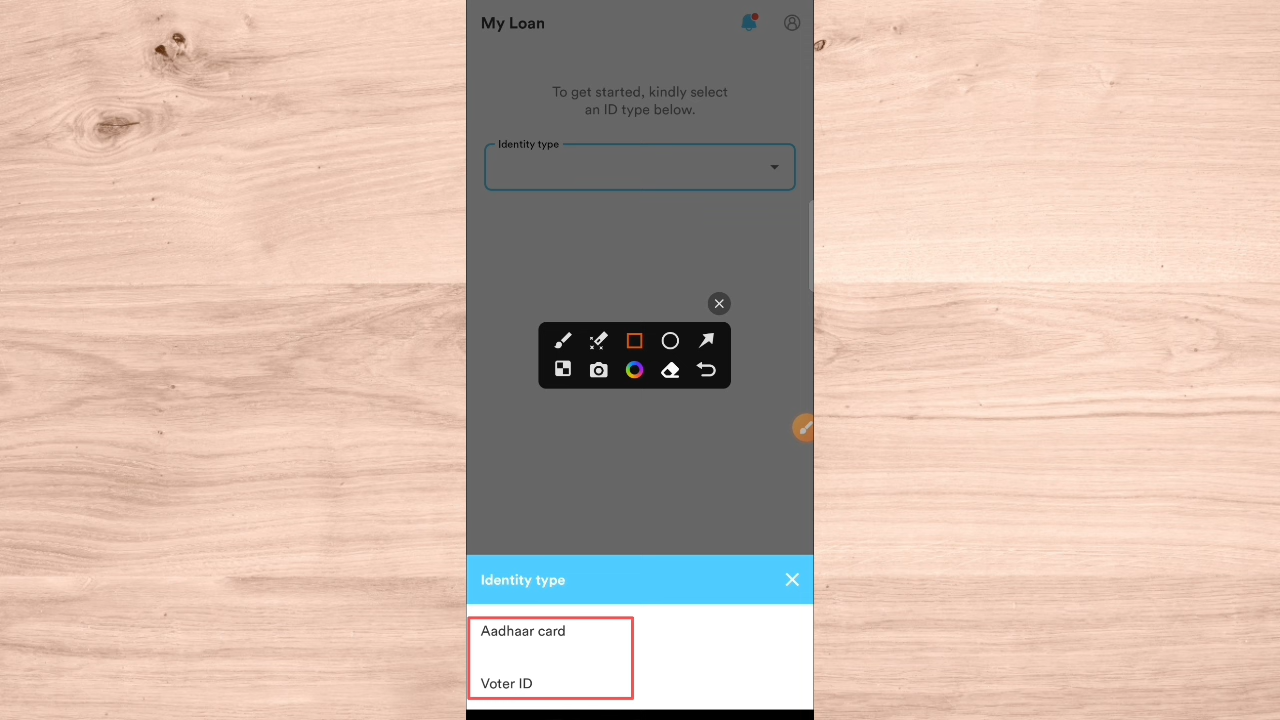 My Loan
To get started, kindly select
an ID type below.
Identity type
Identity type
Aadhaar card
Voter ID